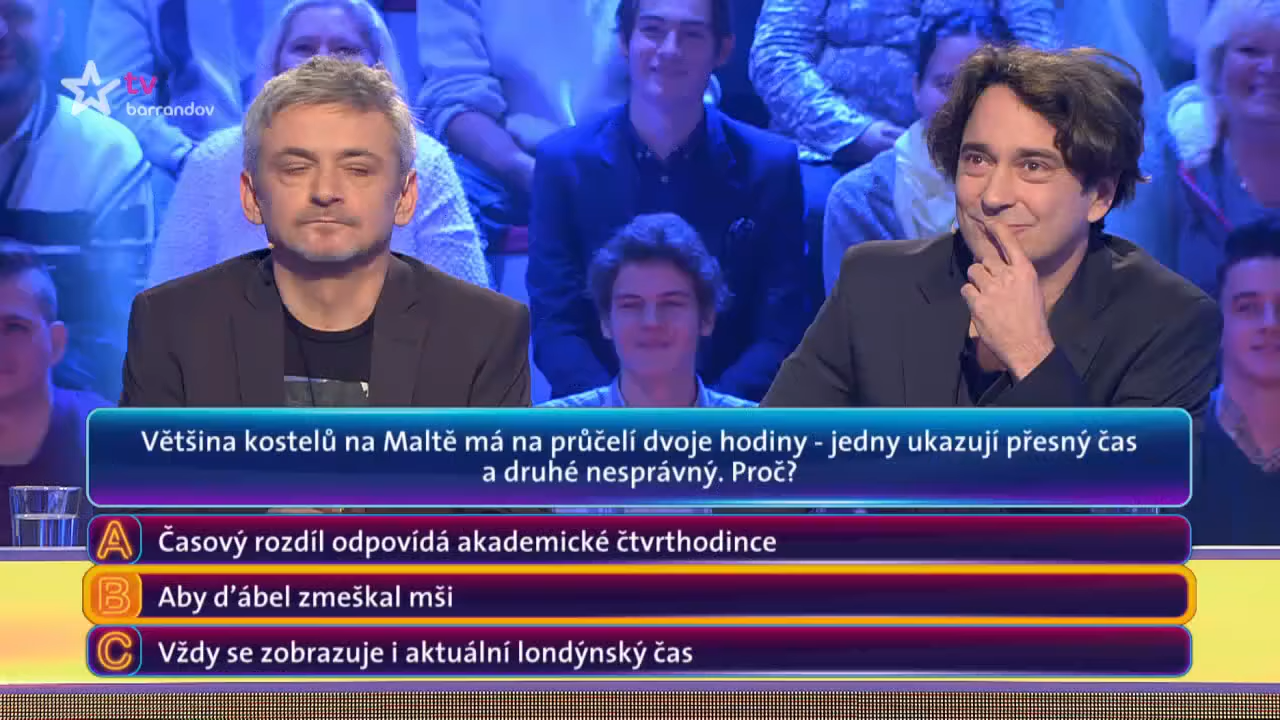 tv
barrandov
Většina kostelů na Maltě má na průčelí dvoje hodiny - jedny ukazují přesný čas
a druhé nesprávný. Proč?
A Časový rozdíl odpovídá akademické čtvrthodince
B Aby d'ábel zmeškal mši
C Vždy se zobrazuje i aktuální londýnský čas